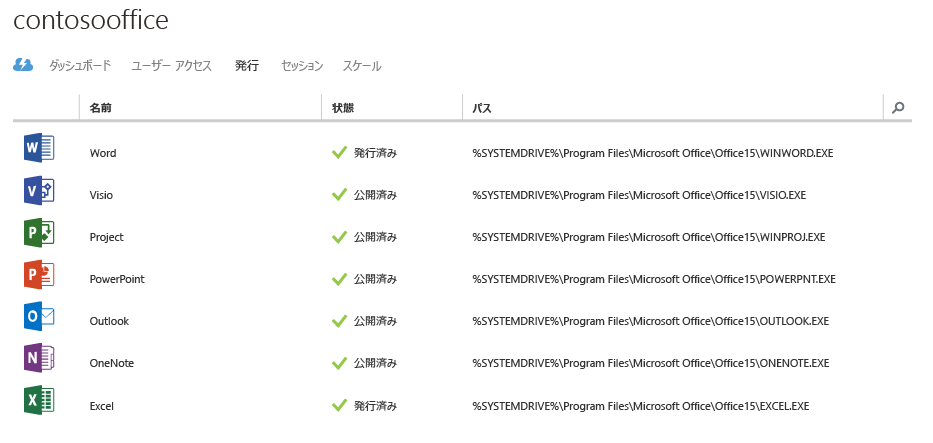 contosooffice
ダッシュボード ユーザー アクセス 発行 セッション スケール
名前 状態 パス
Word 発行済み %SYSTEMDRIVE%\Program Files\Microsoft Office\Office15\WINWORD.EXE
Visio 公開済み %SYSTEMDRIVE%\Program Files\Microsoft Office\Office15\VISIO.EXE
Project 公開済み %SYSTEMDRIVE%\Program Files\Microsoft Office\Office15\WINPROJ.EXE
PowerPoint 公開済み %SYSTEMDRIVE%\Program Files\Microsoft Office\Office15\POWERPNT.EXE
Outlook 公開済み %SYSTEMDRIVE%\Program Files\Microsoft Office\Office15\OUTLOOK.EXE
OneNote 公開済み %SYSTEMDRIVE%\Program Files\Microsoft Office\Office15\ONENOTE.EXE
Excel 発行済み %SYSTEMDRIVE%\Program Files\Microsoft Office\Office15\EXCEL.EXE